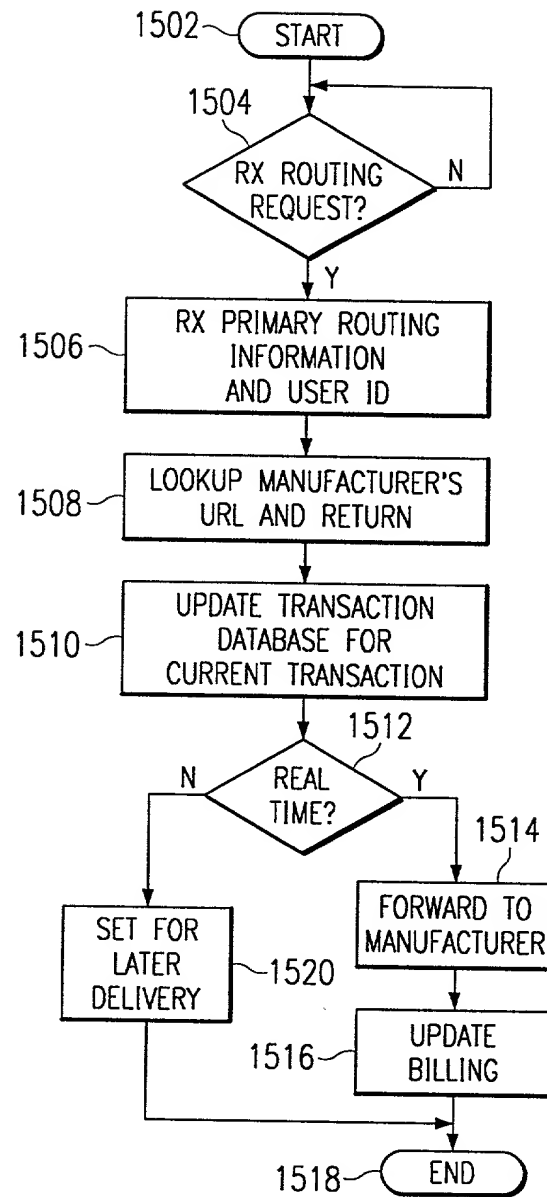 1502
START
1504
RX ROUTING
REQUEST?
N
Y
1506
RX PRIMARY ROUTING
INFORMATION
AND USER ID
1508
LOOKUP MANUFACTURER'S
URL AND RETURN
1510
UPDATE TRANSACTION
DATABASE FOR
CURRENT TRANSACTION
1512
N
REAL
TIME?
Y
1514
FORWARD TO
MANUFACTURER
SET FOR
LATER
DELIVERY
1520
1516
UPDATE
BILLING
1518
END